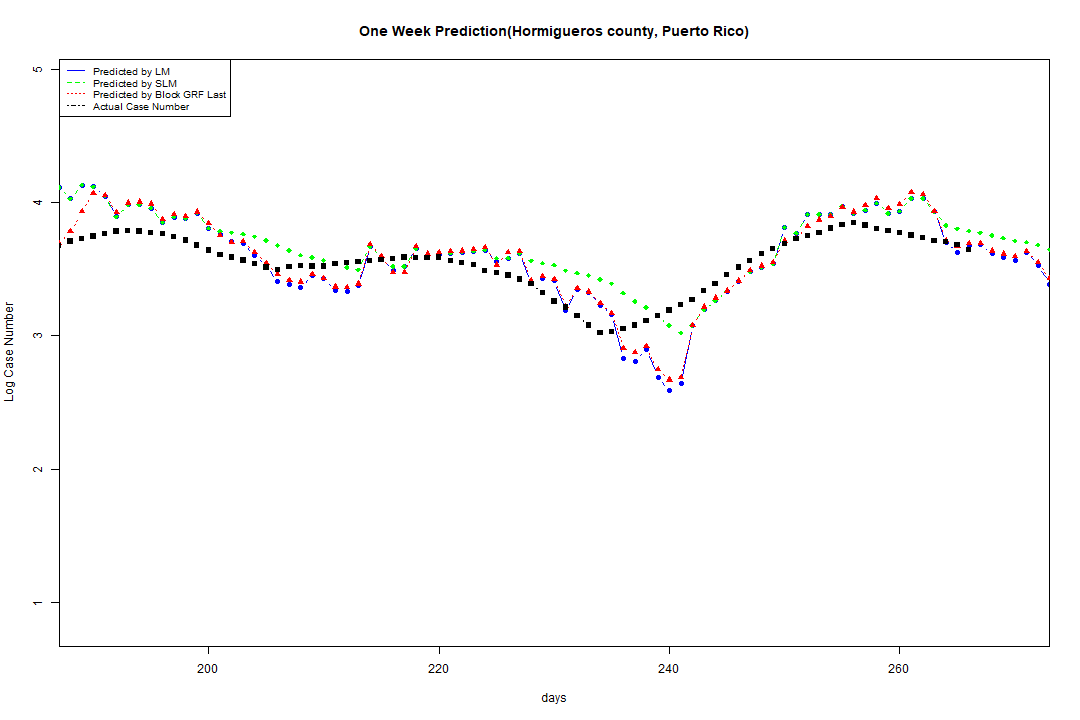 One Week Prediction(Hormigueros county, Puerto Rico)
Predicted by LM
Predicted by SLM
Predicted by Block GRF Last
Actual Case Number
5
4
3
2
1
Log Case Number
200 220 240 260
days